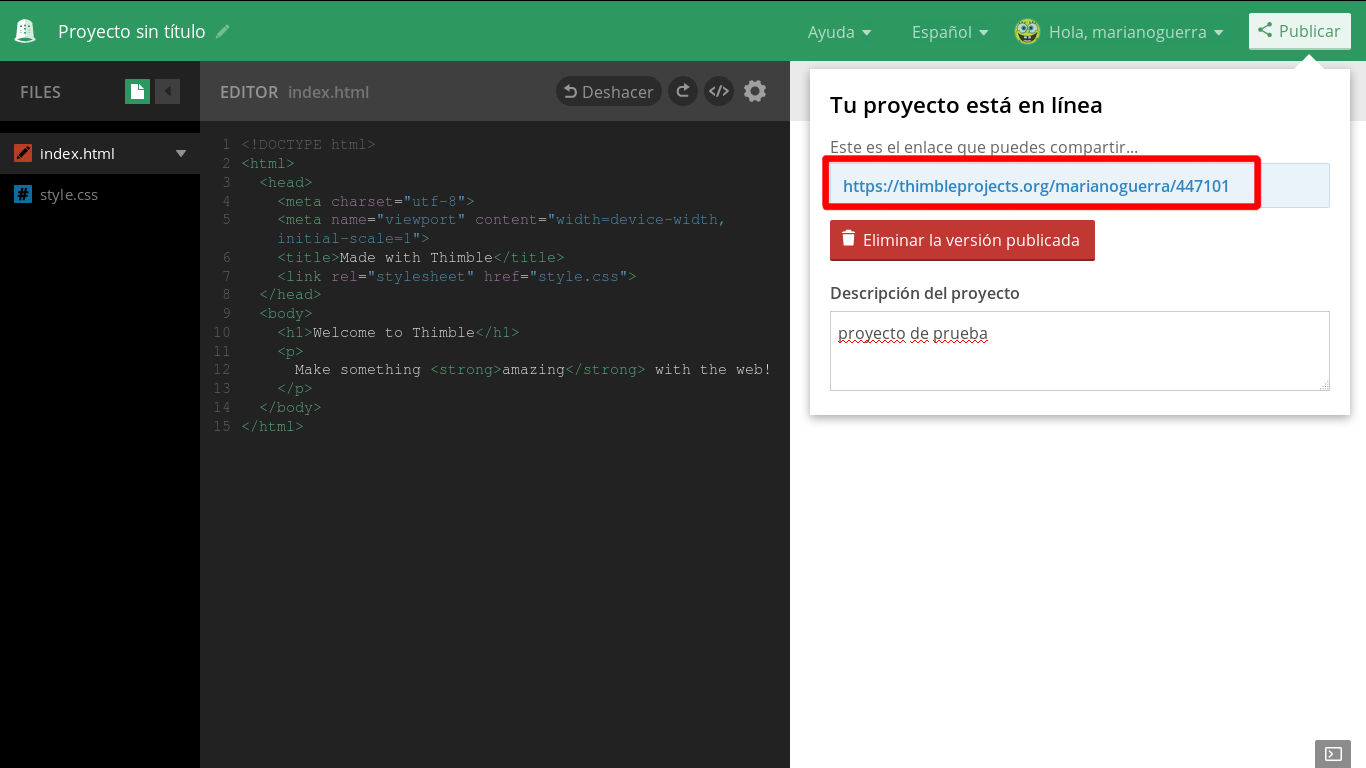 Proyecto sin título
Ayuda
Español
Hola, marianoguerra
Publicar
FILES
EDITOR index.html
Deshacer
index.html
style.css
1 <!DOCTYPE html>
2 <html>
3 <head>
4 <meta charset="utf-8">
5 <meta name="viewport" content="width=device-width,
initial-scale=1">
6 <title>Made with Thimble</title>
7 <link rel="stylesheet" href="style.css">
8 </head>
9 <body>
10 <h1>Welcome to Thimble</h1>
11 <p>
12 Make something <strong>amazing</strong> with the web!
13 </p>
14 </body>
15 </html>
Tu proyecto está en línea
Este es el enlace que puedes compartir...
https://thimbleprojects.org/marianoguerra/447101
Eliminar la versión publicada
Descripción del proyecto
proyecto de prueba